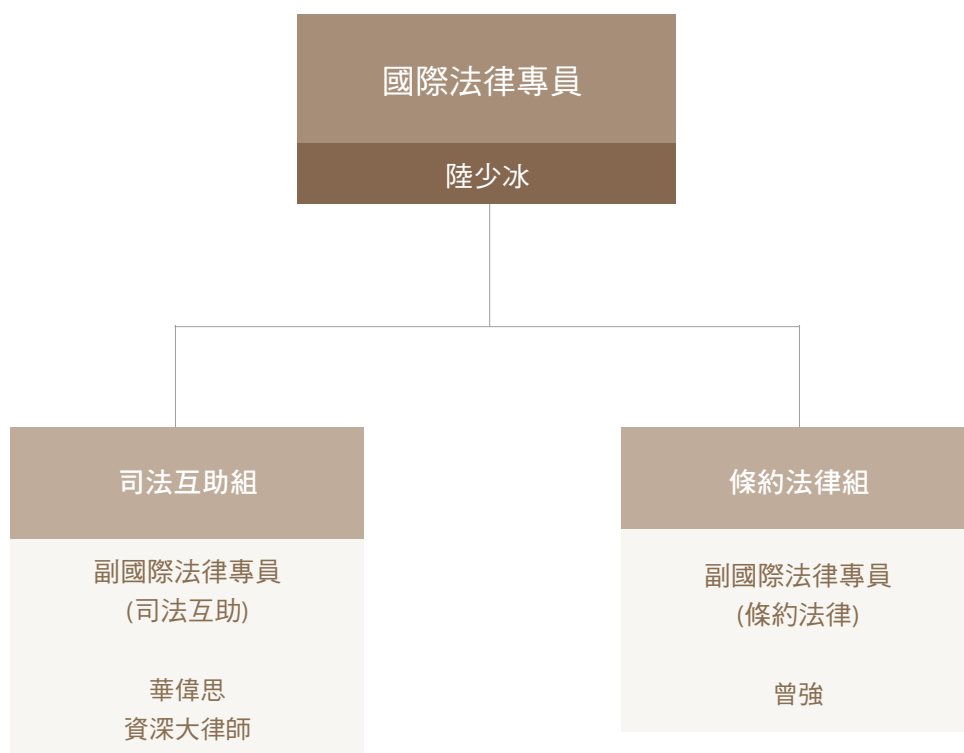 國際法律專員
陸少冰
司法互助組
副國際法律專員
(司法互助)
華偉思
資深大律師
條約法律組
副國際法律專員
(條約法律)
曾強